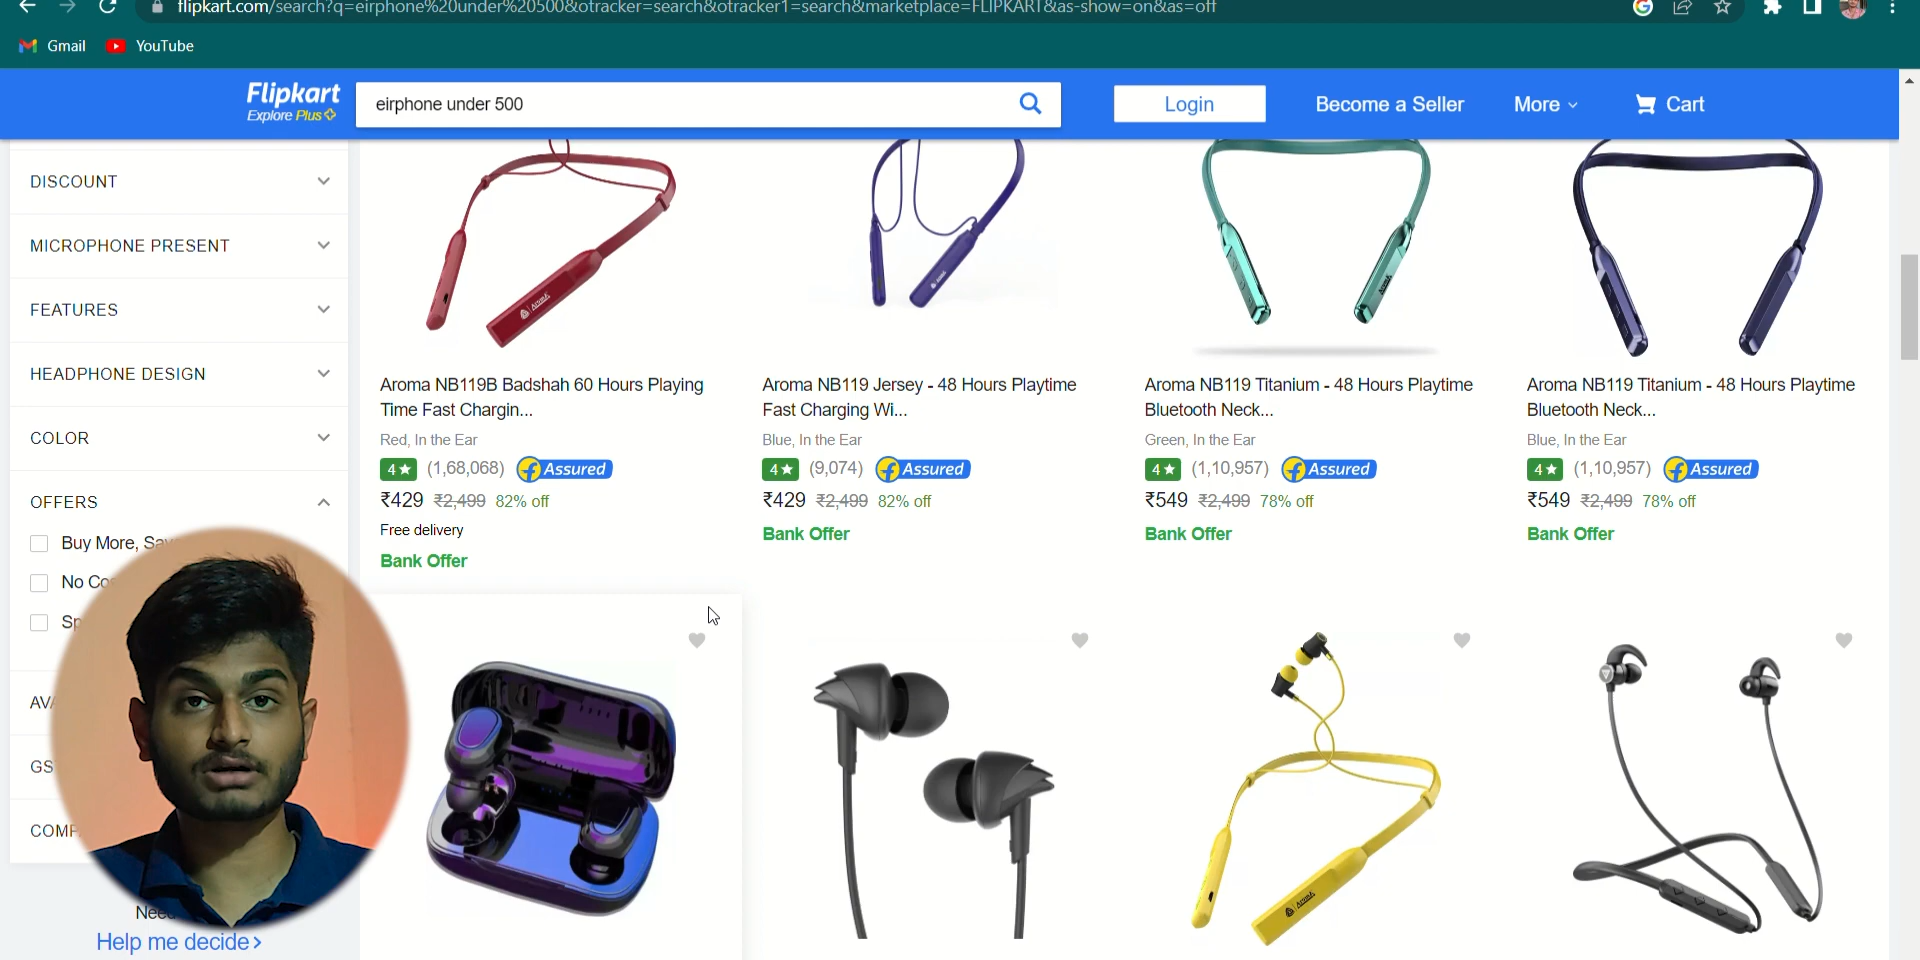 flipkart.com/search?q=eirphone%20under%20500&otracker=search&otracker1=search&marketplace=FLIPKART&as-show=on&as=off
Gmail YouTube
Flipkart
Explore Plus
eirphone under 500
Login
Become a Seller
More
Cart
DISCOUNT
MICROPHONE PRESENT
FEATURES
HEADPHONE DESIGN
COLOR
OFFERS
Buy More,
No
Help me decide
Aroma NB119B Badshah 60 Hours Playing
Time Fast Chargin...
Red, In the Ear
4★ (1,68,068) Assured
₹429 ₹2,499 82% off
Free delivery
Bank Offer
Aroma NB119 Jersey - 48 Hours Playtime
Fast Charging Wi...
Blue, In the Ear
4★ (9,074) Assured
₹429 ₹2,499 82% off
Bank Offer
Aroma NB119 Titanium - 48 Hours Playtime
Bluetooth Neck...
Green, In the Ear
4★ (1,10,957) Assured
₹549 ₹2,499 78% off
Bank Offer
Aroma NB119 Titanium - 48 Hours Playtime
Bluetooth Neck...
Blue, In the Ear
4★ (1,10,957) Assured
₹549 ₹2,499 78% off
Bank Offer